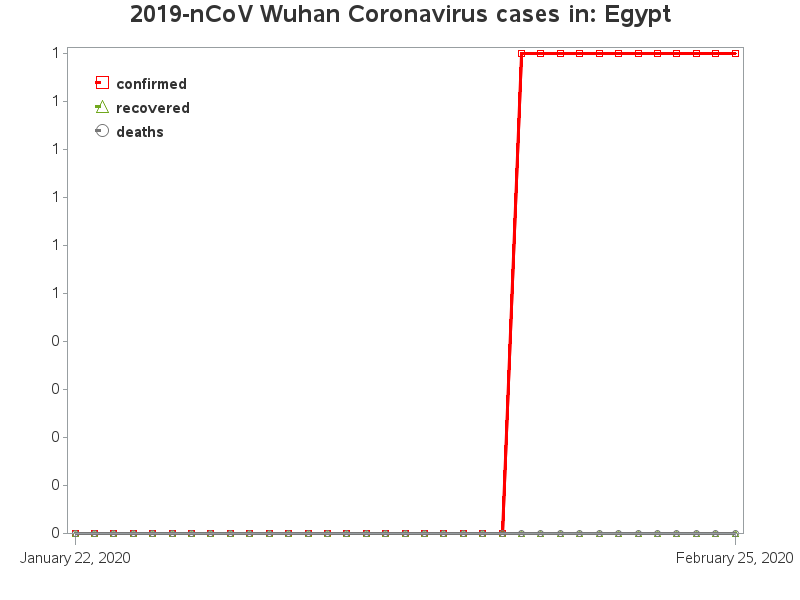 2019-nCoV Wuhan Coronavirus cases in: Egypt
1
1
1
1
1
1
0
0
0
0
0
confirmed
recovered
deaths
January 22, 2020
February 25, 2020